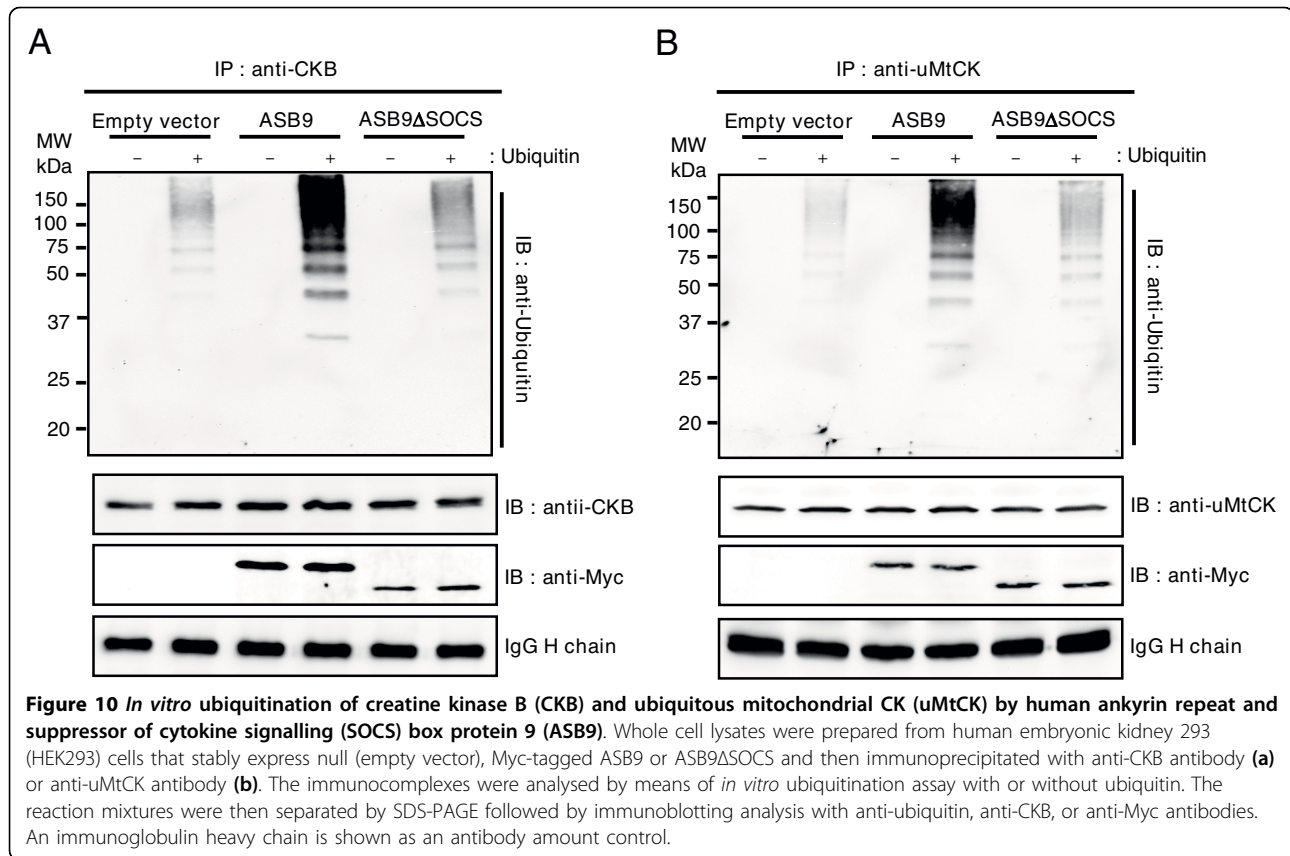 A
IP : anti-CKB
Empty vector ASB9 ASB9ΔSOCS
MW
kDa
– + – + – + : Ubiquitin
150
100
75
50
37
25
20
IB : anti-Ubiquitin
IB : antii-CKB
IB : anti-Myc
IgG H chain
B
IP : anti-uMtCK
Empty vector ASB9 ASB9ΔSOCS
MW
kDa
– + – + – + : Ubiquitin
150
100
75
50
37
25
20
IB : anti-Ubiqitin
IB : anti-uMtCK
IB : anti-Myc
IgG H chain
Figure 10 In vitro ubiquitination of creatine kinase B (CKB) and ubiquitous mitochondrial CK (uMtCK) by human ankyrin repeat and
suppressor of cytokine signalling (SOCS) box protein 9 (ASB9). Whole cell lysates were prepared from human embryonic kidney 293
(HEK293) cells that stably express null (empty vector), Myc-tagged ASB9 or ASB9ΔSOCS and then immunoprecipitated with anti-CKB antibody (a)
or anti-uMtCK antibody (b). The immunocomplexes were analysed by means of in vitro ubiquitination assay with or without ubiquitin. The
reaction mixtures were then separated by SDS-PAGE followed by immunoblotting analysis with anti-ubiquitin, anti-CKB, or anti-Myc antibodies.
An immunoglobulin heavy chain is shown as an antibody amount control.